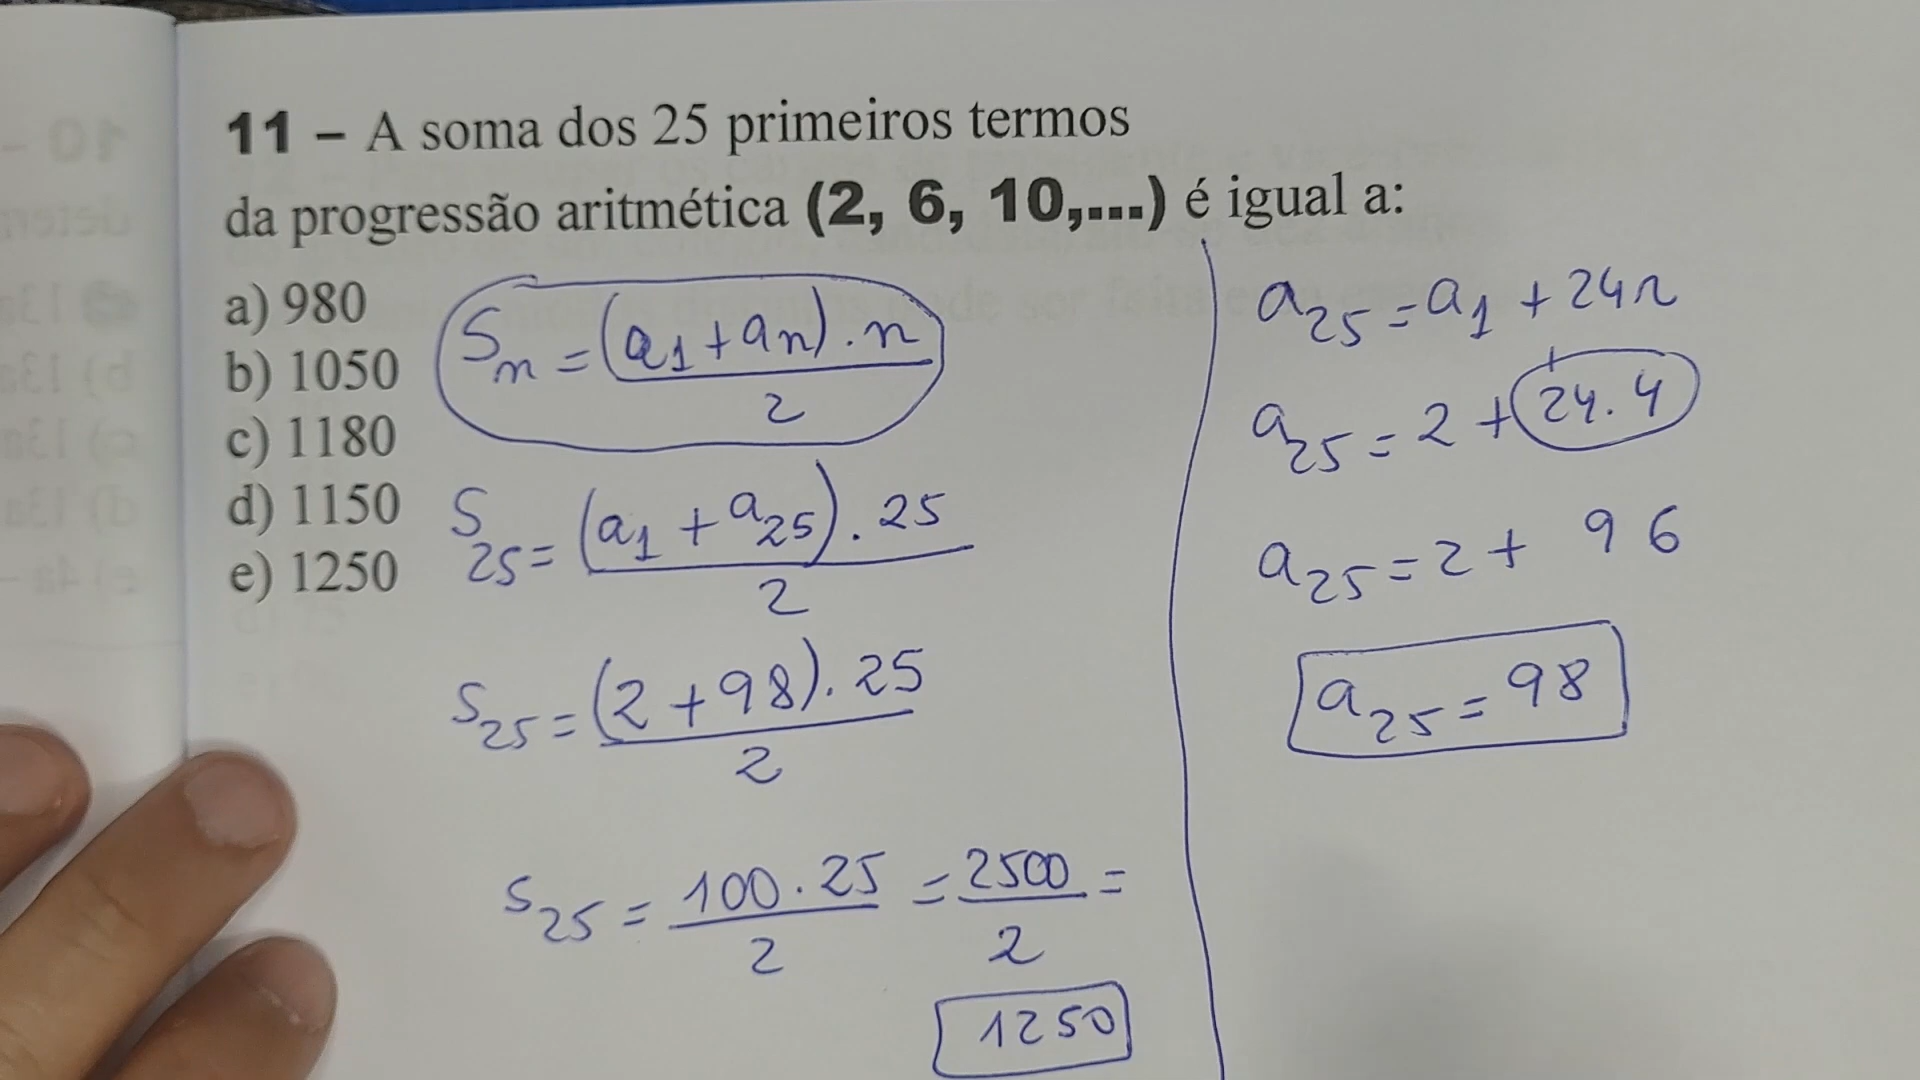 11 – A soma dos 25 primeiros termos
da progressão aritmética (2, 6, 10,...) é igual a:
a) 980
b) 1050
c) 1180
d) 1150
e) 1250
Sn = (a1 + an) . n
2
S25 = (a1 + a25) . 25
2
S25 = (2 + 98) . 25
2
S25 = 100 . 25 = 2500 =
2 2
1250
a25 = a1 + 24r
a25 = 2 + 24 . 4
a25 = 2 + 96
a25 = 98